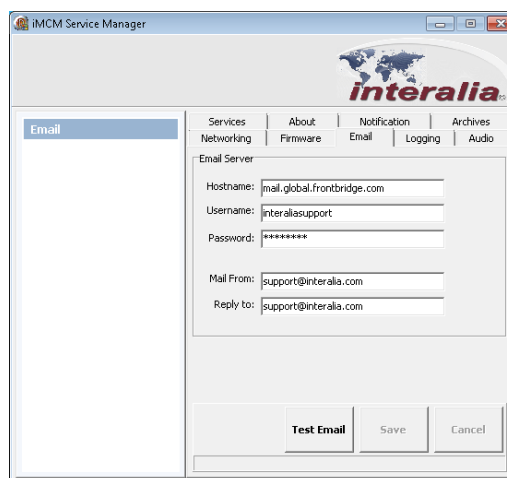 iMCM Service Manager
interalia
Email
Services About Notification Archives
Networking Firmware Email Logging Audio
Email Server
Hostname: mail.global.frontbridge.com
Username: interaliasupport
Password: ********
Mail From: support@interalia.com
Reply to: support@interalia.com
Test Email Save Cancel